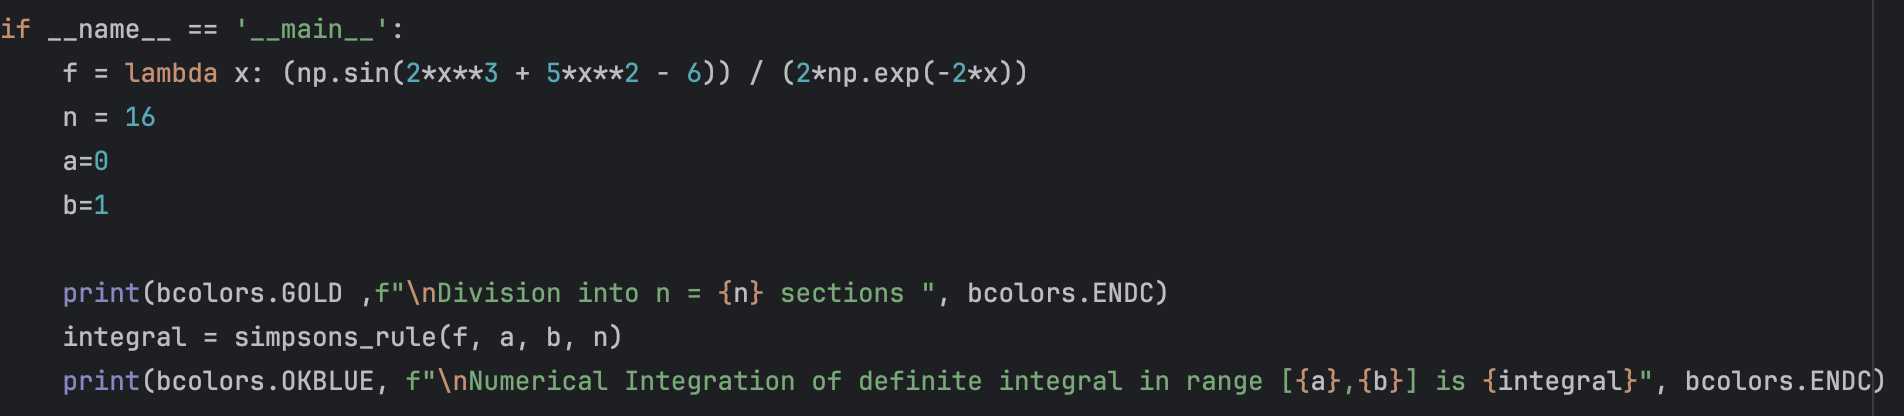 if __name__ == '__main__':
    f = lambda x: (np.sin(2*x**3 + 5*x**2 - 6)) / (2*np.exp(-2*x))
    n = 16
    a=0
    b=1

    print(bcolors.GOLD ,f"\nDivision into n = {n} sections ", bcolors.ENDC)
    integral = simpsons_rule(f, a, b, n)
    print(bcolors.OKBLUE, f"\nNumerical Integration of definite integral in range [{a},{b}] is {integral}", bcolors.ENDC)